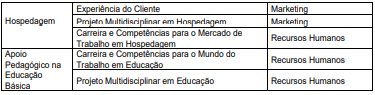 Hospedagem
Experiência do Cliente
Marketing
Projeto Multidisciplinar em Hospedagem
Marketing
Carreira e Competências para o Mercado de
Trabalho em Hospedagem
Recursos Humanos
Apoio
Pedagógico na
Educação
Básica
Carreira e Competências para o Mundo do
Trabalho em Educação
Recursos Humanos
Projeto Multidisciplinar em Educação
Recursos Humanos